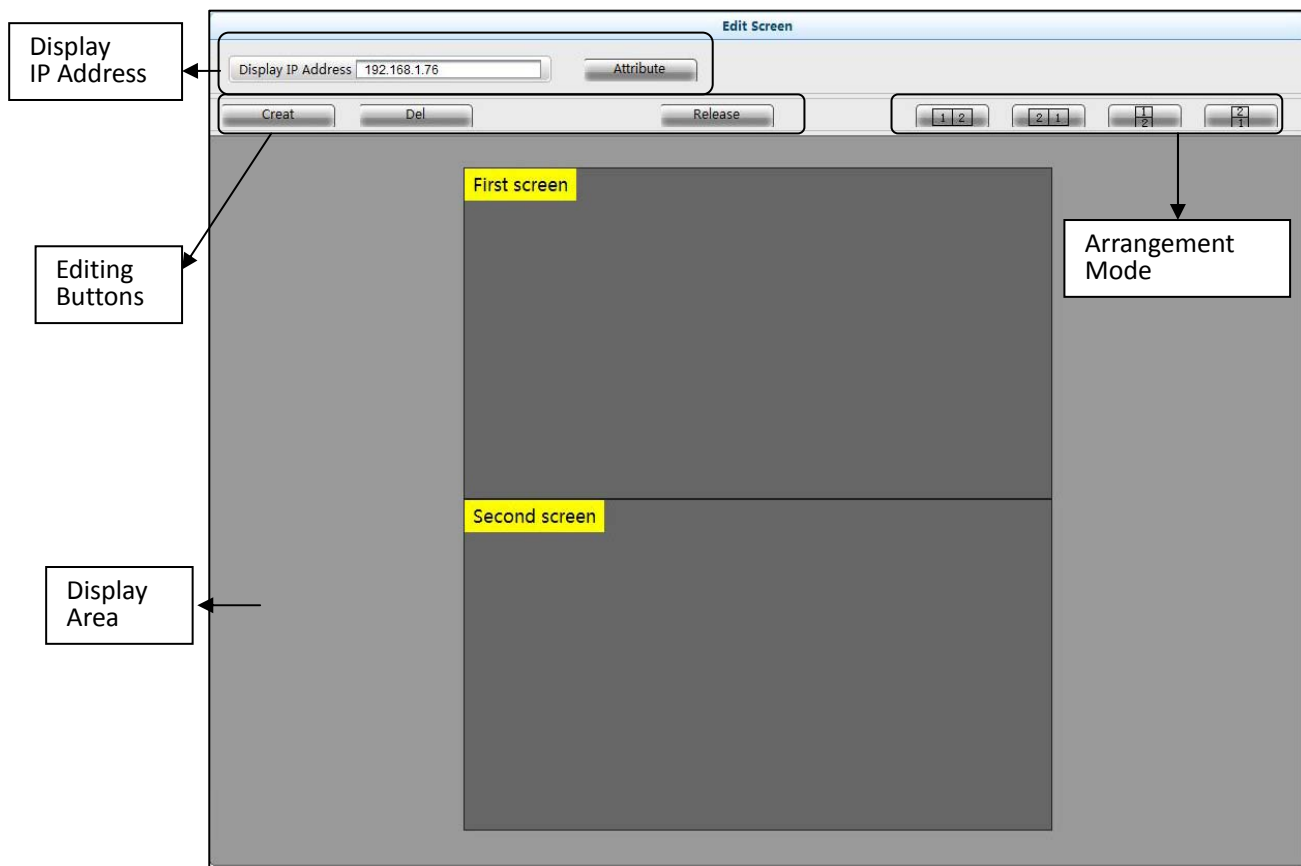 Edit Screen
Display
IP Address
Display IP Address 192.168.1.76 Attribute
Creat Del Release 1 2 2 1 1 2 2 1
First screen
Arrangement
Mode
Editing
Buttons
Second screen
Display
Area